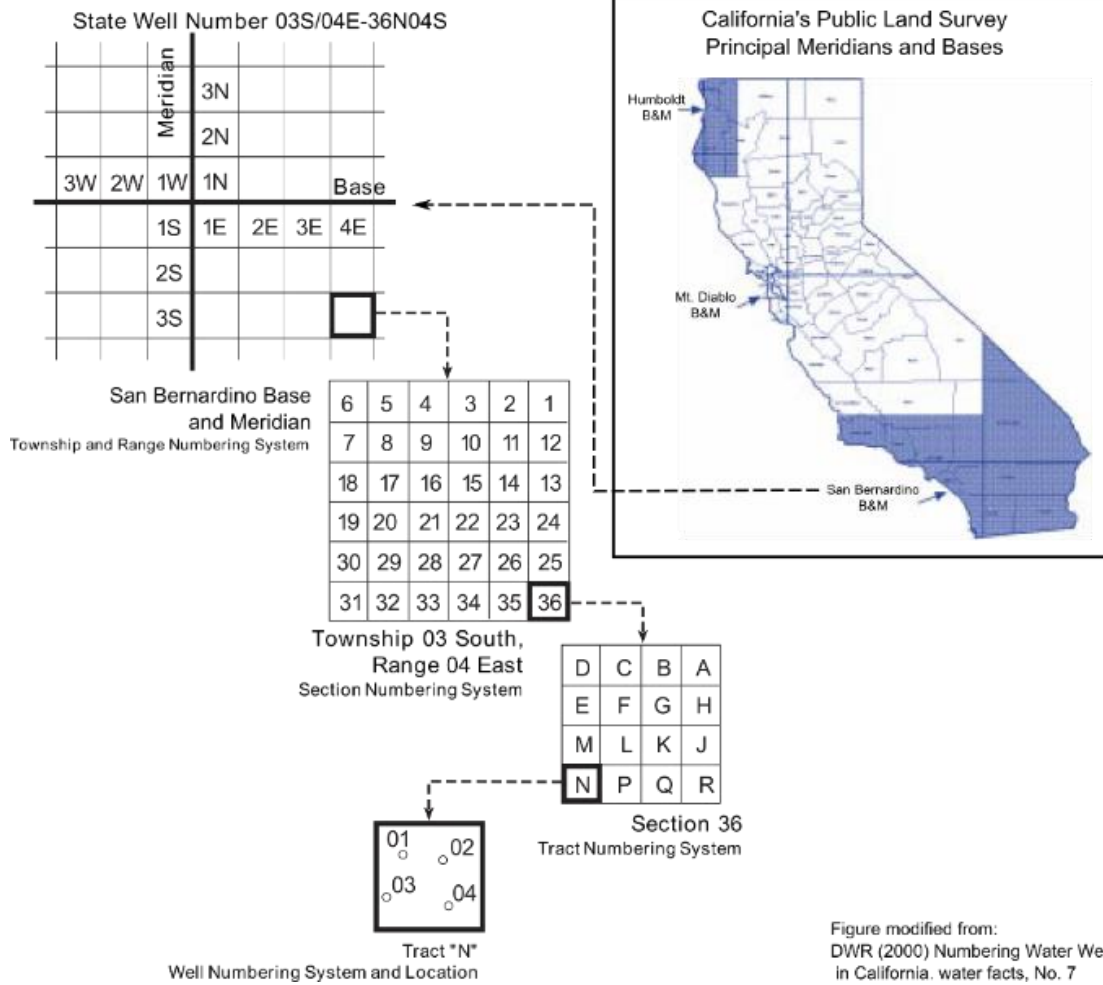 State Well Number 03S/04E-36N04S
Meridian
3N
2N
3W 2W 1W 1N
Base
1S 1E 2E 3E 4E
2S
3S
San Bernardino Base
and Meridian
Township and Range Numbering System
6 5 4 3 2 1
7 8 9 10 11 12
18 17 16 15 14 13
19 20 21 22 23 24
30 29 28 27 26 25
31 32 33 34 35 36
Township 03 South,
Range 04 East
Section Numbering System
D C B A
E F G H
M L K J
N P Q R
Section 36
Tract Numbering System
01
02
03
04
Tract "N"
Well Numbering System and Location
California's Public Land Survey
Principal Meridians and Bases
Humboldt
B&M
Mt. Diablo
B&M
San Bernardino
B&M
Figure modified from:
DWR (2000) Numbering Water We
in California. water facts, No. 7